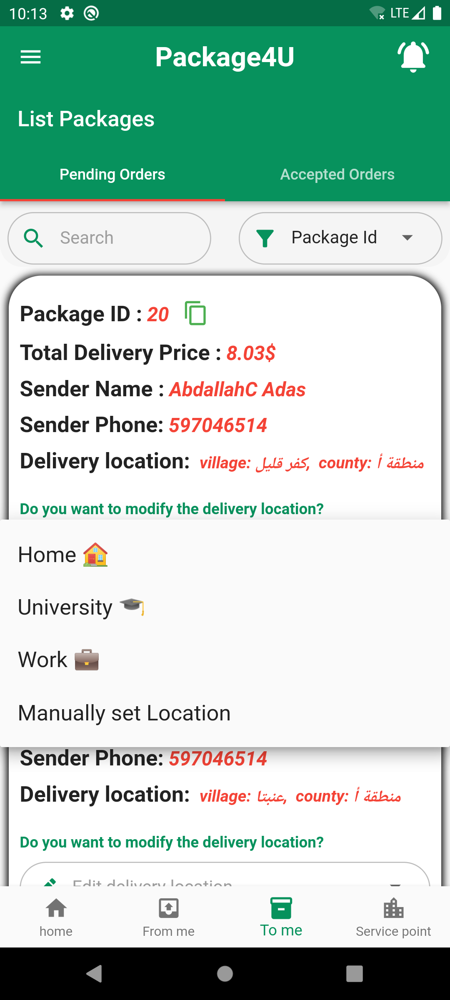 10:13 LTE
Package4U
List Packages
Pending Orders Accepted Orders
Search Package Id
Package ID : 20
Total Delivery Price : 8.03$
Sender Name : AbdallahC Adas
Sender Phone: 597046514
Delivery location: village: كفر قليل, county: منطقة أ
Do you want to modify the delivery location?
Home 🏡
University 🎓
Work 💼
Manually set Location
Sender Phone: 597046514
Delivery location: village: عنبتا, county: منطقة أ
Do you want to modify the delivery location?
Edit delivery location
home From me To me Service point